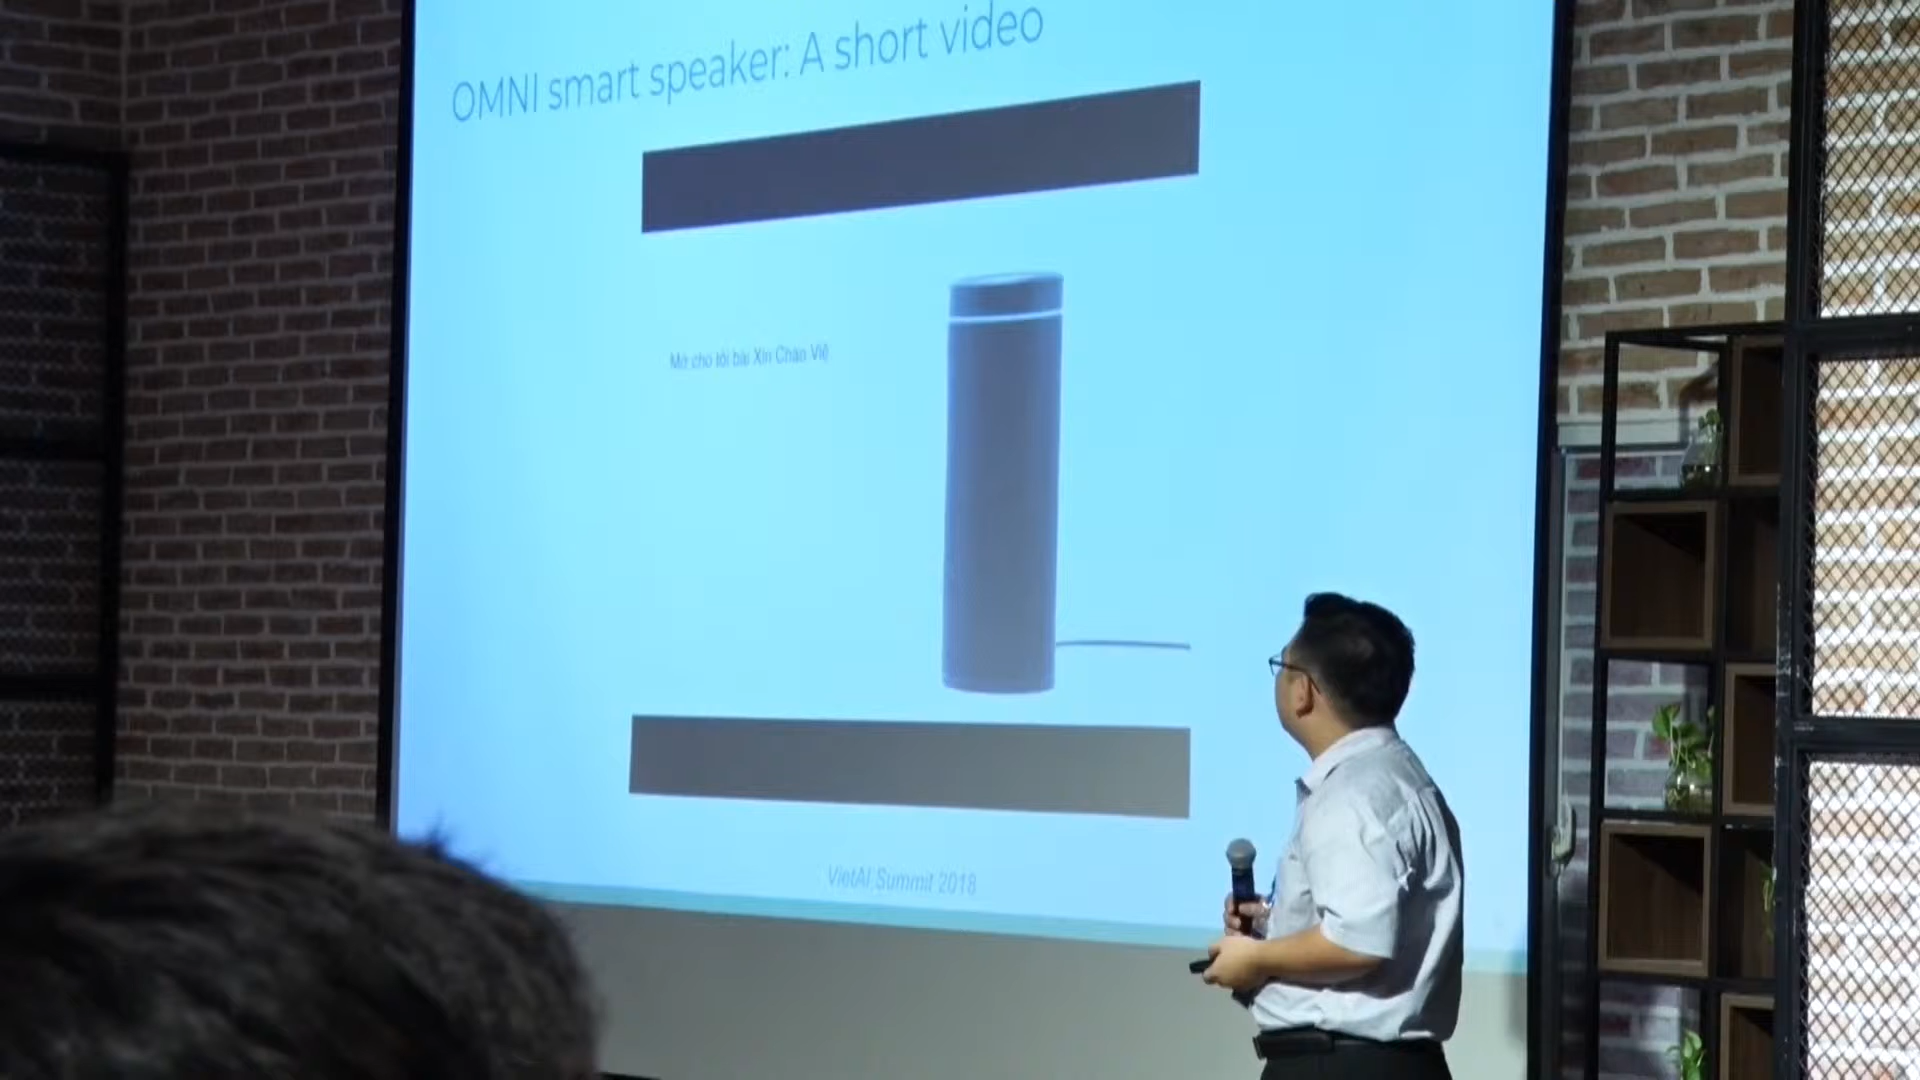 OMNI smart speaker: A short video
Mở cho tôi bài Xin Chào Việ
VietAI Summit 2018